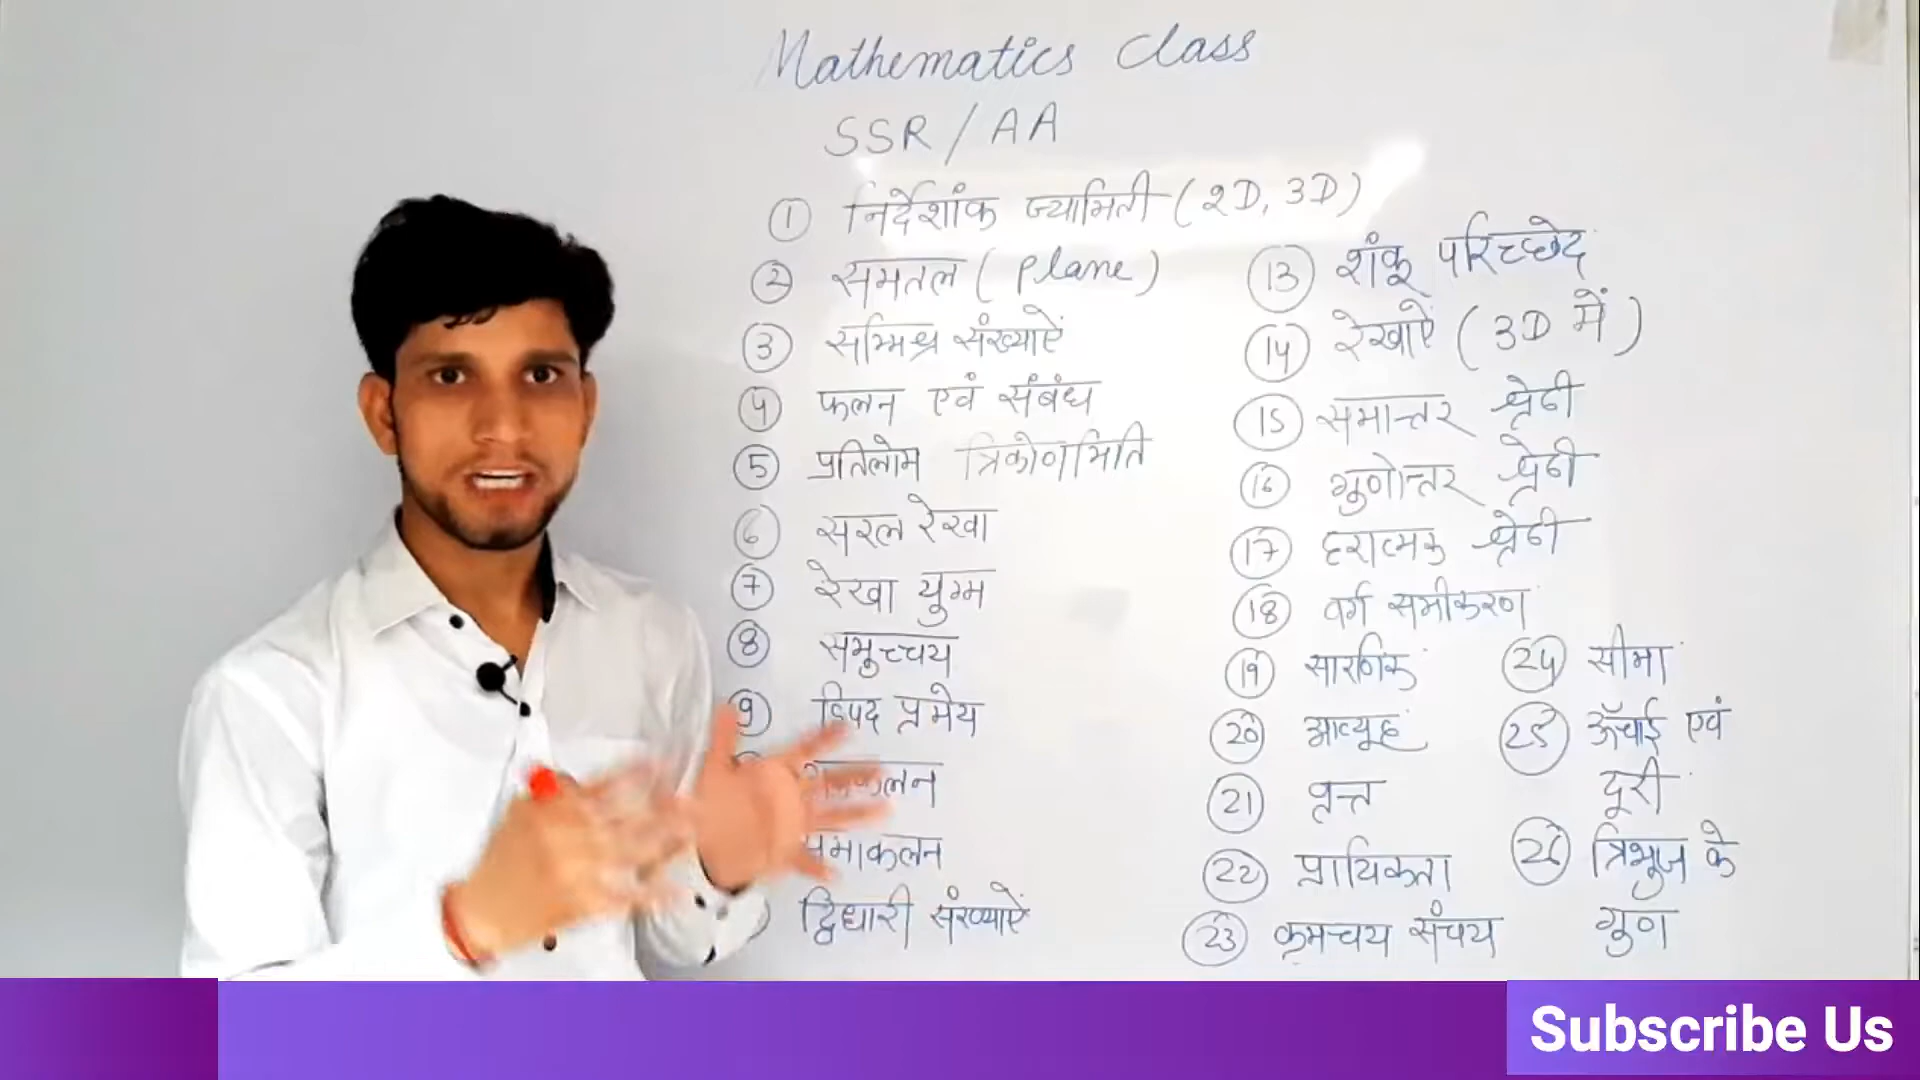 Mathematics Class
SSR / AA
① निर्देशांक ज्यामिती (2D, 3D)
② समतल (Plane)
③ सम्मिश्र संख्याऐं
④ फलन एवं संबंध
⑤ प्रतिलोम त्रिकोणमिति
⑥ सरल रेखा
⑦ रेखा युग्म
⑧ समुच्चय
⑨ द्विपद प्रमेय
समाकलन
द्विधारी संख्याऐं
⑬ शंकु परिच्छेद
⑭ रेखाऐं (3D में)
⑮ समान्तर श्रेढी
⑯ गुणोत्तर श्रेढी
⑰ हरात्मक श्रेढी
⑱ वर्ग समीकरण
⑲ सारणिक
⑳ आव्यूह
㉑ वृत्त
㉒ प्रायिकता
㉓ क्रमचय संचय
㉔ सीमा
㉕ ऊँचाई एवं
दूरी
㉖ त्रिभुज के
गुण
Subscribe Us